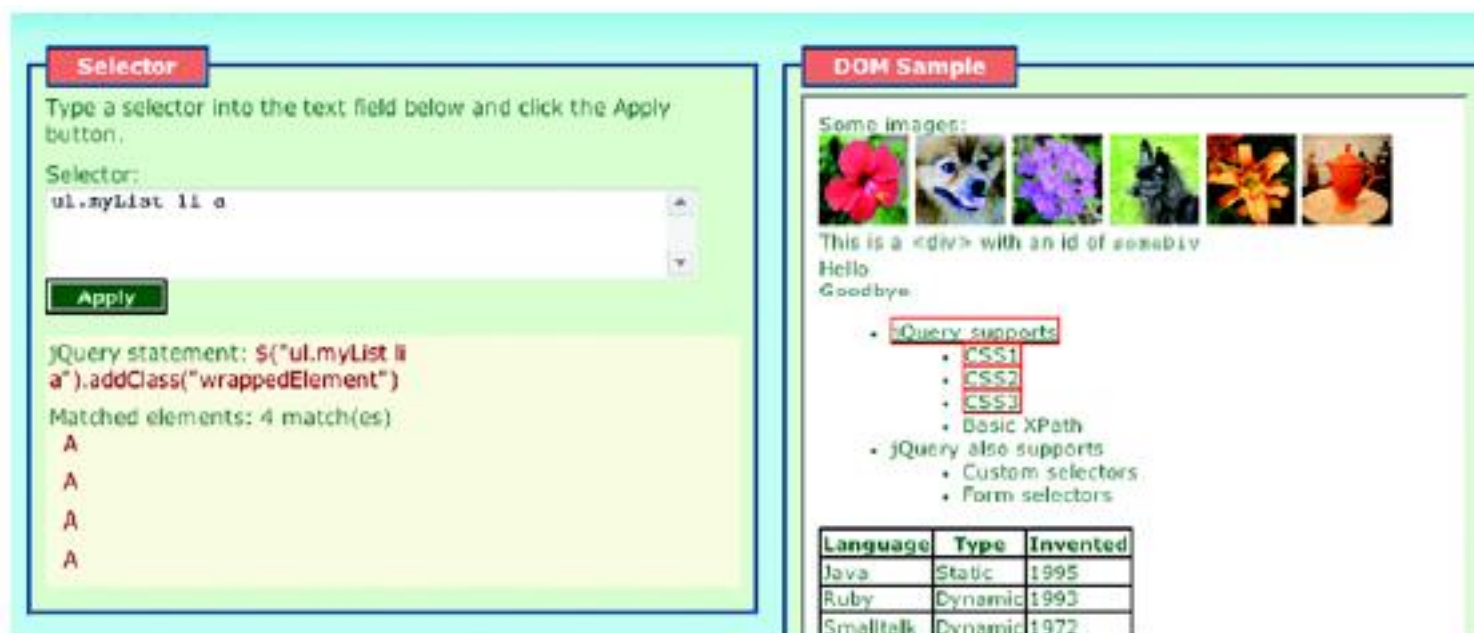 Selector
Type a selector into the text field below and click the Apply
button.
Selector:
ul.myList li a
Apply
jQuery statement: $("ul.myList li
a").addClass("wrappedElement")
Matched elements: 4 match(es)
A
A
A
A
DOM Sample
Some images:
This is a <div> with an id of someDiv
Hello
Goodbye
• jQuery supports
• CSS1
• CSS2
• CSS3
• Basic XPath
• jQuery also supports
• Custom selectors
• Form selectors
Language Type Invented
Java Static 1995
Ruby Dynamic 1993
Smalltalk Dynamic 1972